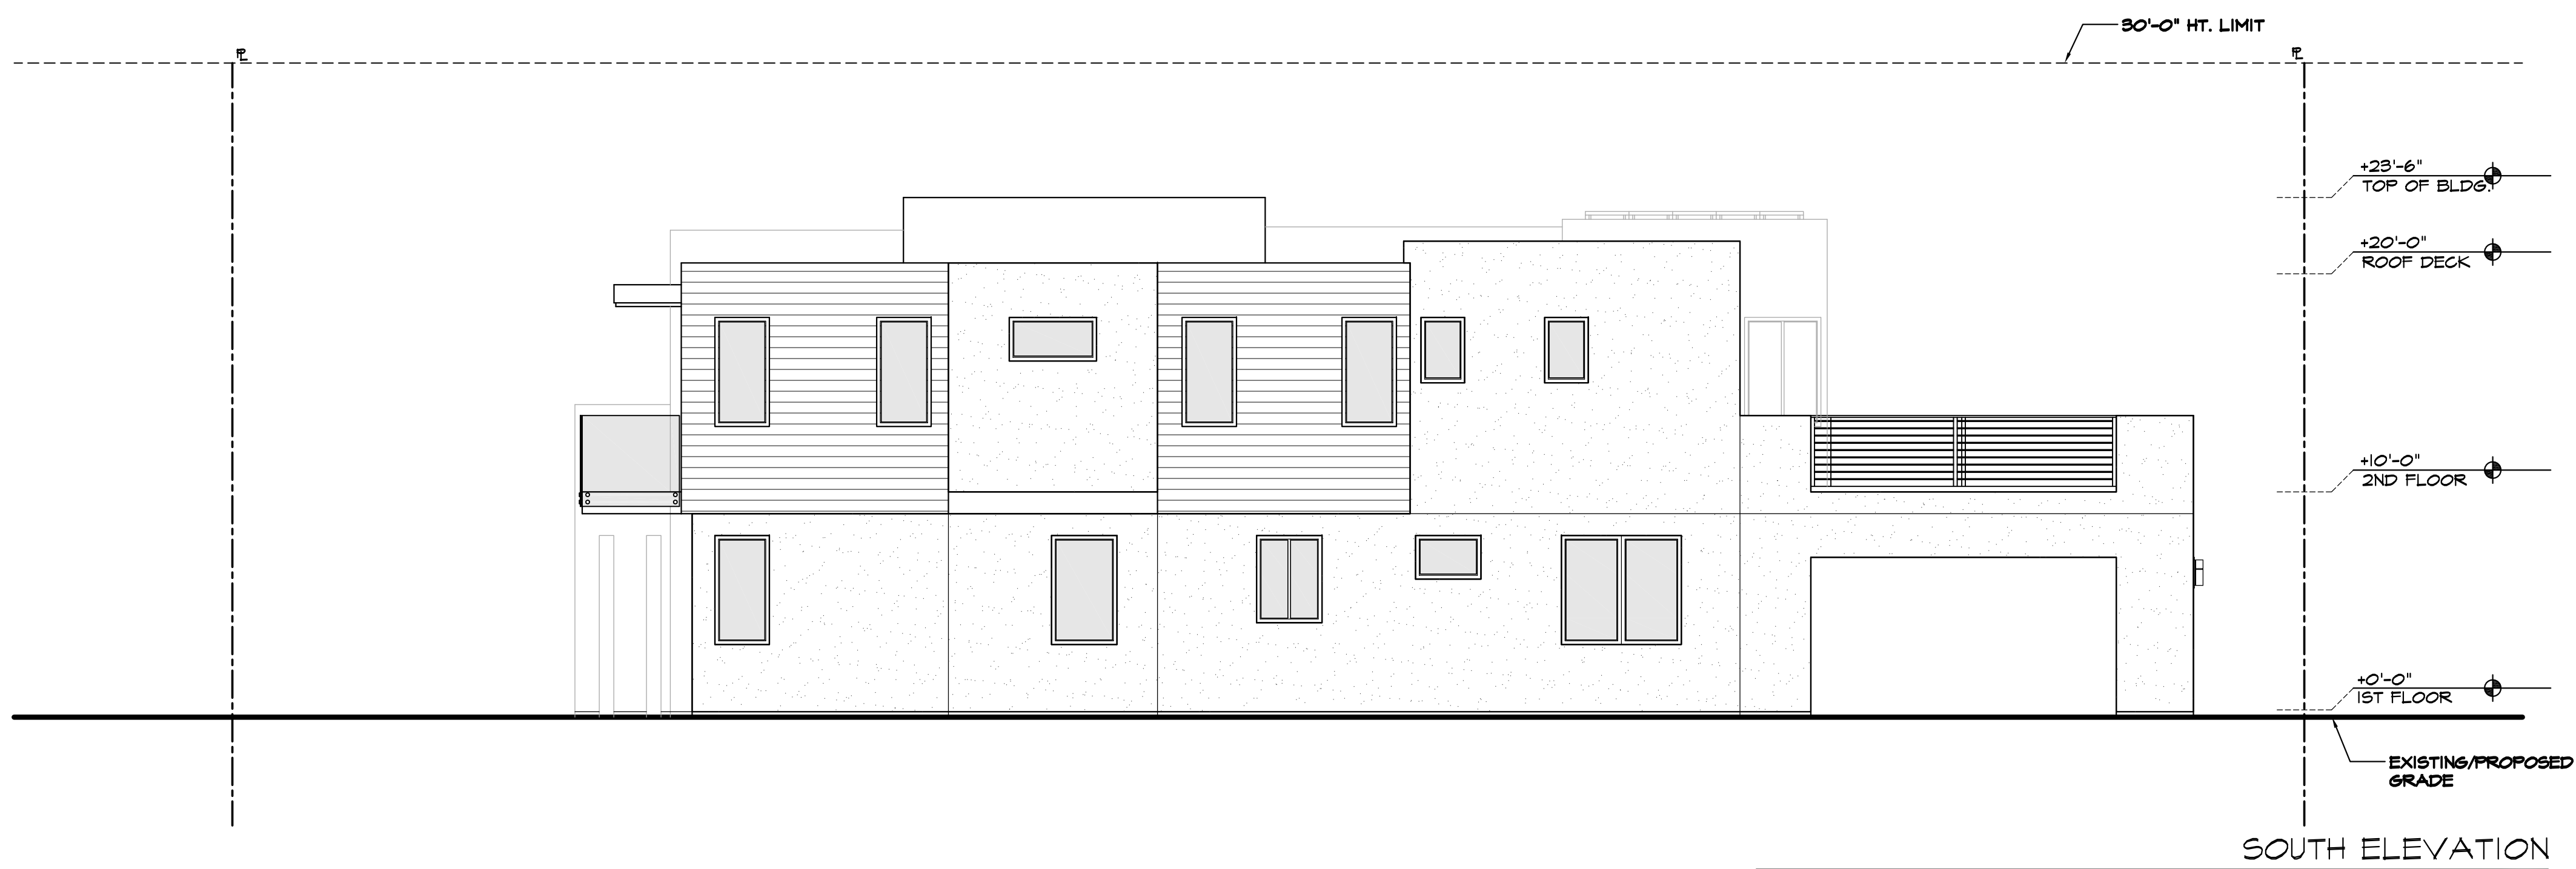 30'-0" HT. LIMIT
PL
PL
+23'-6"
TOP OF BLDG.
+20'-0"
ROOF DECK
+10'-0"
2ND FLOOR
+0'-0"
1ST FLOOR
EXISTING/PROPOSED
GRADE
SOUTH ELEVATION